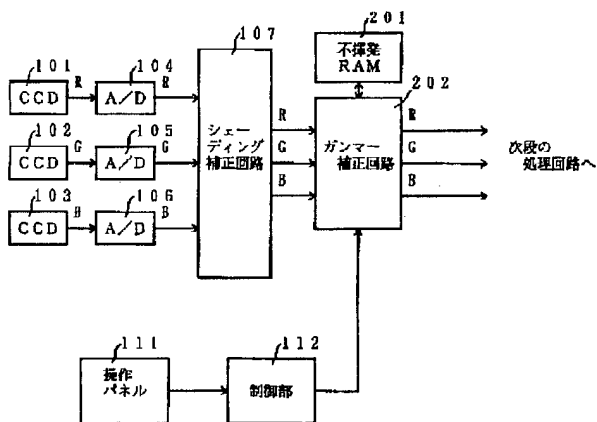 107
201
不揮発
RAM
101
R
104
R
202
CCD
A/D
102
G
105
G
シェー
ディング
補正回路
R
G
B
ガンマー
補正回路
R
G
B
次段の
処理回路へ
CCD
A/D
103
B
106
B
CCD
A/D
111
操作
パネル
112
制御部